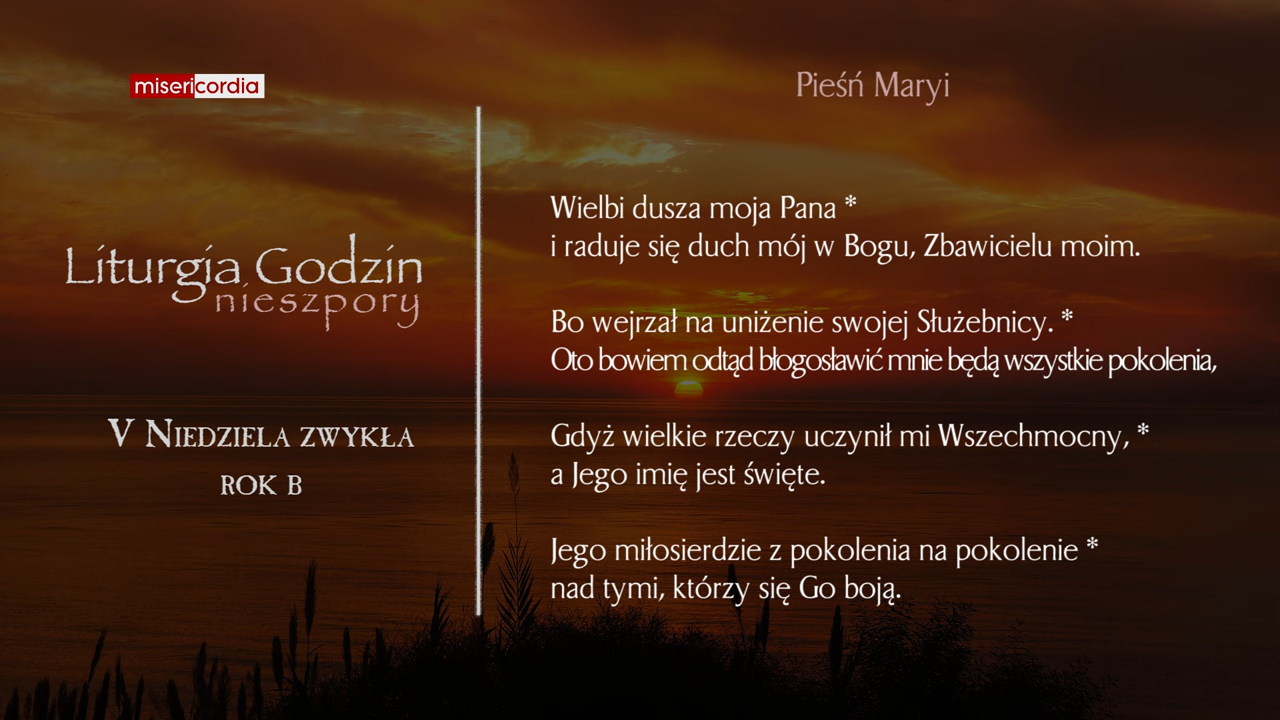 misericordia
Liturgia Godzin
nieszpory
V Niedziela zwykła
rok B
Pieśń Maryi
Wielbi dusza moja Pana *
i raduje się duch mój w Bogu, Zbawicielu moim.
Bo wejrzał na uniżenie swojej Służebnicy. *
Oto bowiem odtąd błogosławić mnie będą wszystkie pokolenia,
Gdyż wielkie rzeczy uczynił mi Wszechmocny, *
a Jego imię jest święte.
Jego miłosierdzie z pokolenia na pokolenie *
nad tymi, którzy się Go boją.